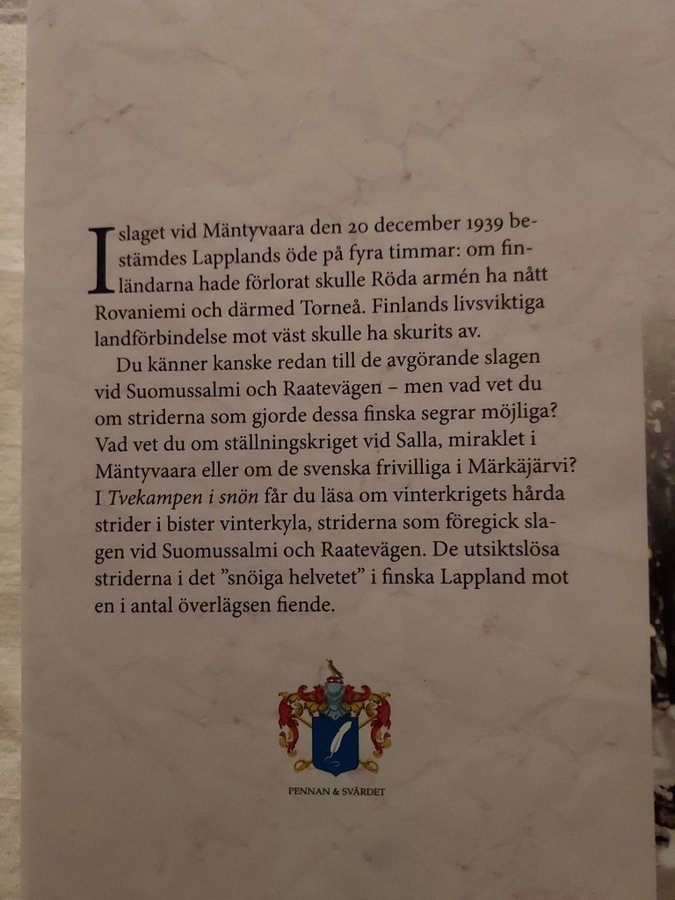 I slaget vid Mäntyvaara den 20 december 1939 be-
stämdes Lapplands öde på fyra timmar: om fin-
ländarna hade förlorat skulle Röda armén ha nått
Rovaniemi och därmed Torneå. Finlands livsviktiga
landförbindelse mot väst skulle ha skurits av.
Du känner kanske redan till de avgörande slagen
vid Suomussalmi och Raatevägen – men vad vet du
om striderna som gjorde dessa finska segrar möjliga?
Vad vet du om ställningskriget vid Salla, miraklet i
Mäntyvaara eller om de svenska frivilliga i Märkäjärvi?
I Tvekampen i snön får du läsa om vinterkrigets hårda
strider i bister vinterkyla, striderna som föregick sla-
gen vid Suomussalmi och Raatevägen. De utsiktslösa
striderna i det ”snöiga helvetet” i finska Lappland mot
en i antal överlägsen fiende.
PENNAN & SVÄRDET